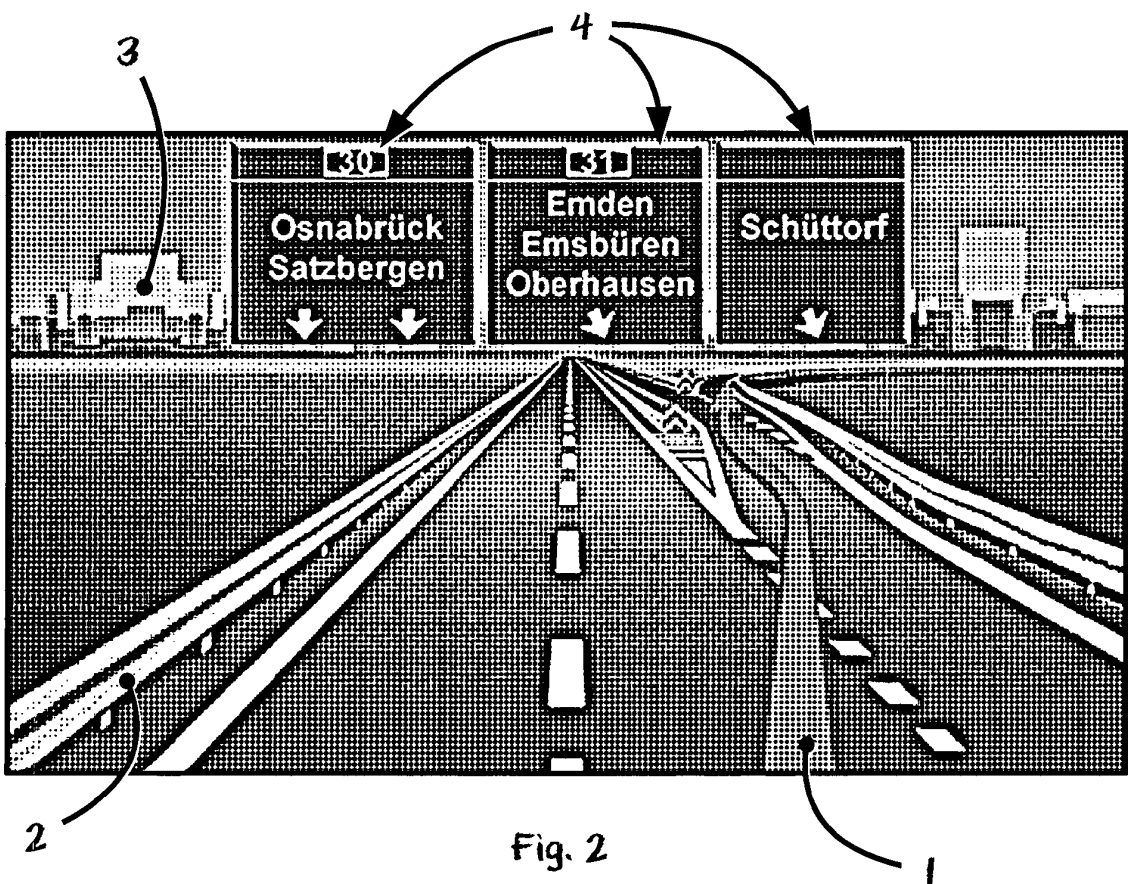 4
3
30
31
Osnabrück
Satzbergen
Emden
Emsbüren
Oberhausen
Schüttorf
2
Fig. 2
1